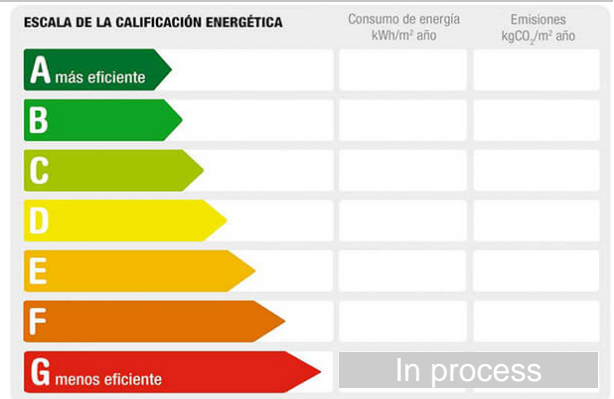 ESCALA DE LA CALIFICACIÓN ENERGÉTICA
Consumo de energía
kWh/m² año
Emisiones
kgCO₂/m² año
A más eficiente
B
C
D
E
F
G menos eficiente
In process